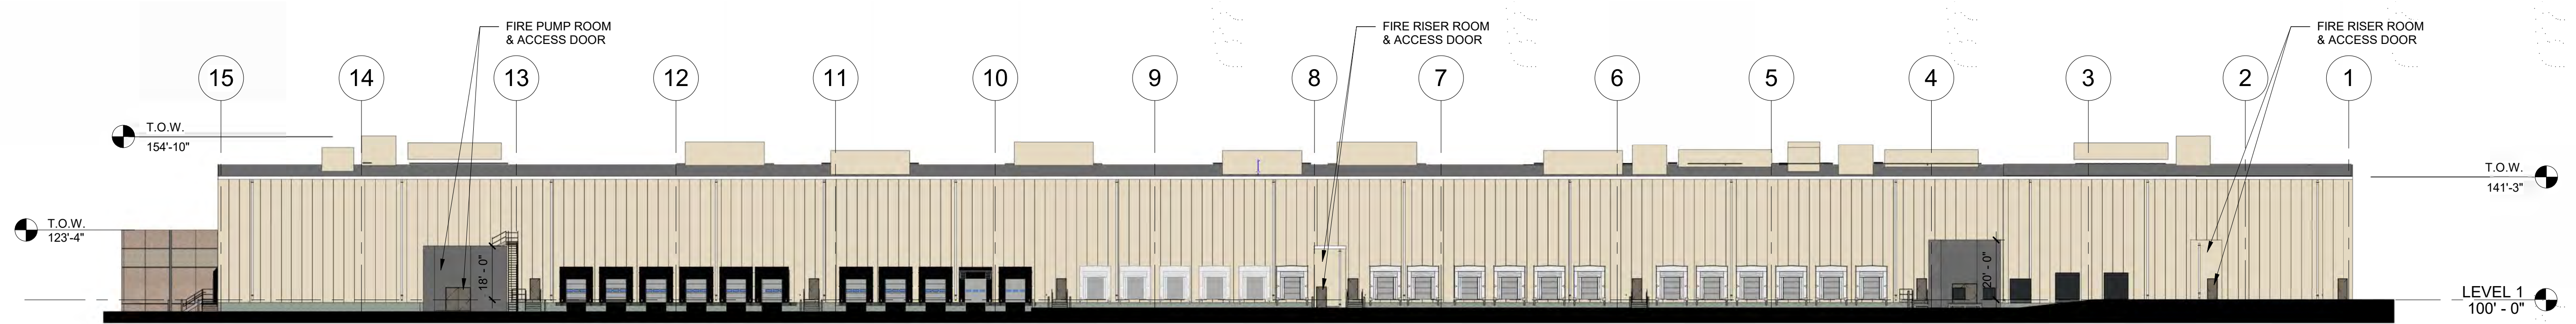 FIRE PUMP ROOM
& ACCESS DOOR
FIRE RISER ROOM
& ACCESS DOOR
FIRE RISER ROOM
& ACCESS DOOR
15 14 13 12 11 10 9 8 7 6 5 4 3 2 1
T.O.W.
154'-10"
T.O.W.
141'-3"
T.O.W.
123'-4"
18' - 0"
20' - 0"
LEVEL 1
100' - 0"